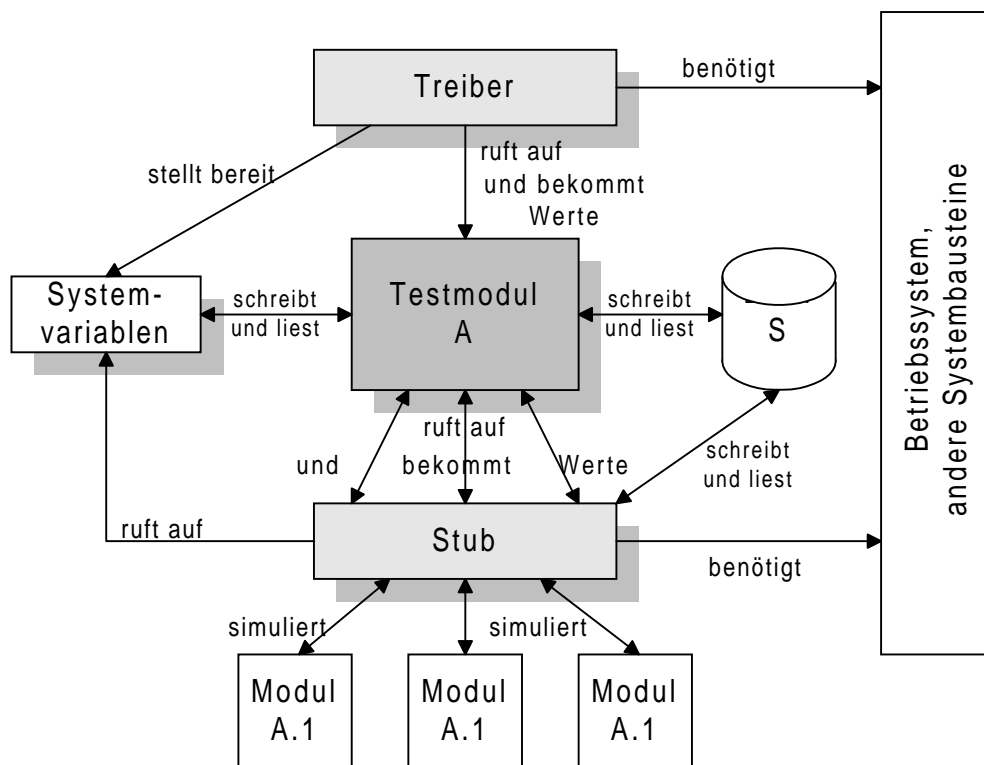 benötigt
Treiber
ruft auf
und bekommt
Werte
stellt bereit
System-
variablen
schreibt
und liest
Testmodul
A
schreibt
und liest
S
Betriebssystem,
andere Systembausteine
ruft auf
und bekommt Werte
schreibt
und liest
ruft auf
Stub
benötigt
simuliert
simuliert
Modul
A.1
Modul
A.1
Modul
A.1